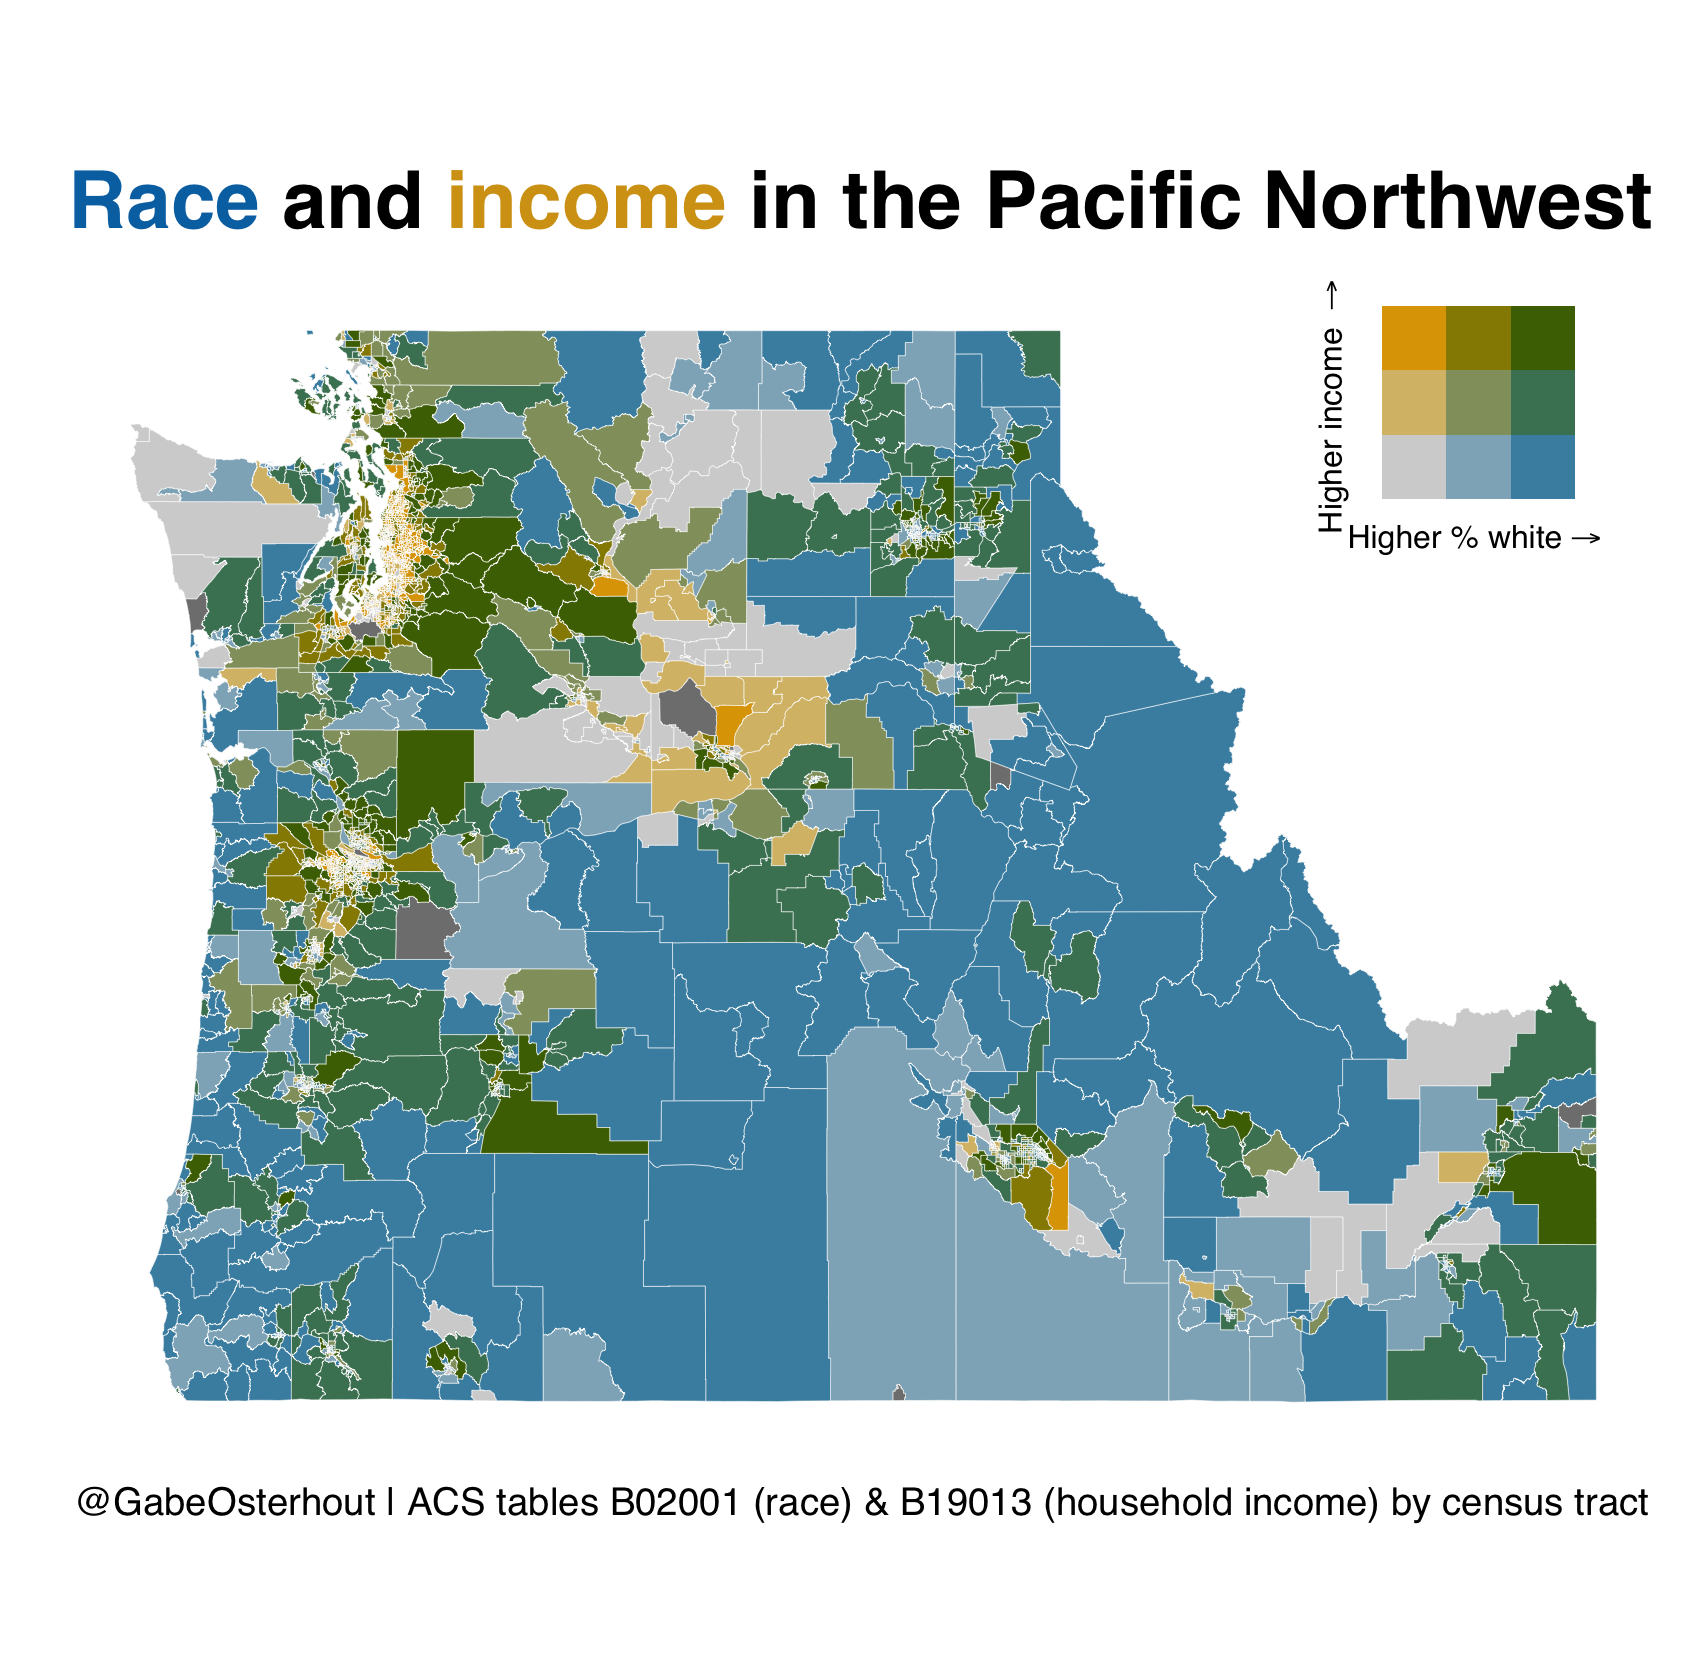 Race and income in the Pacific Northwest
Higher income →
Higher % white →
@GabeOsterhout | ACS tables B02001 (race) & B19013 (household income) by census tract